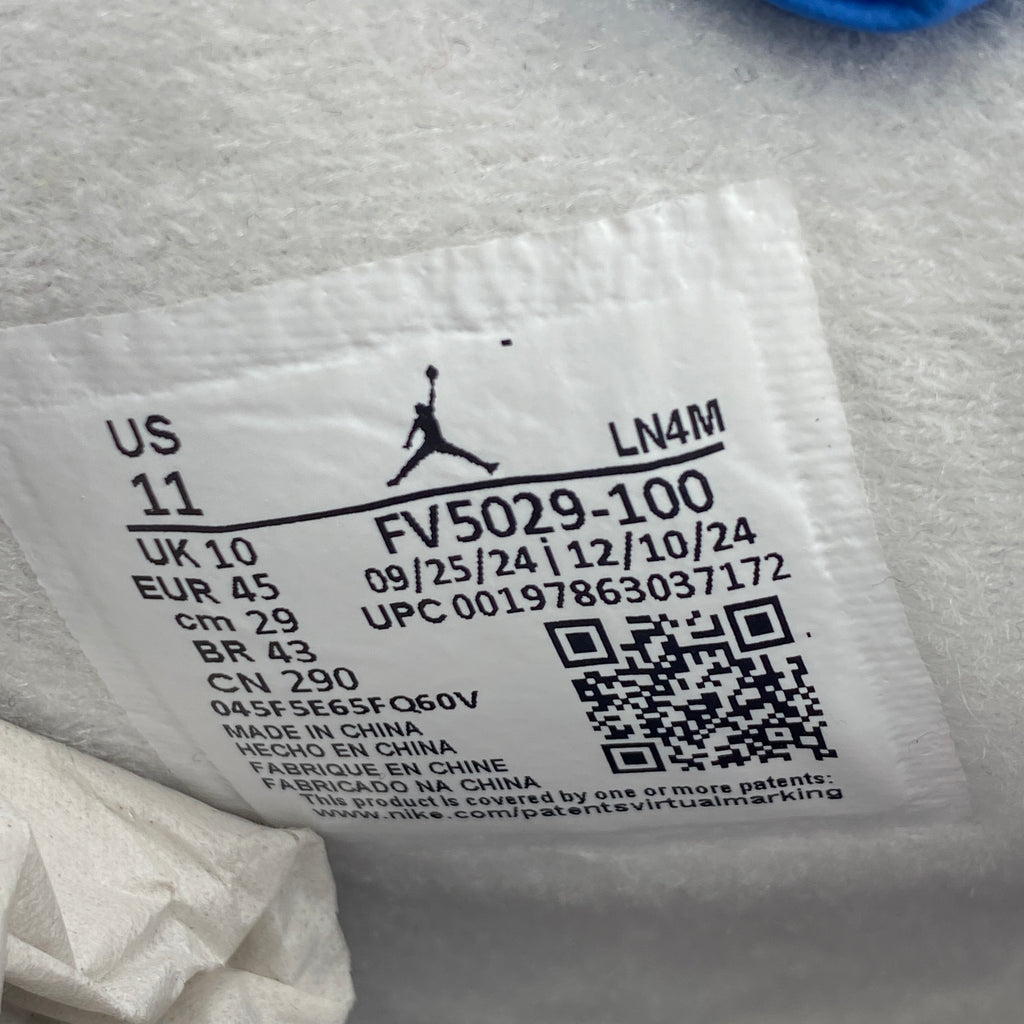 US
11
LN4M
FV5029-100
09/25/24 | 12/10/24
UPC 00197863037172
UK 10
EUR 45
cm 29
BR 43
CN 290
045F5E65FQ60V
MADE IN CHINA
HECHO EN CHINA
FABRIQUE EN CHINE
FABRICADO NA CHINA
This product is covered by one or more patents:
www.nike.com/patentsvirtualmarking